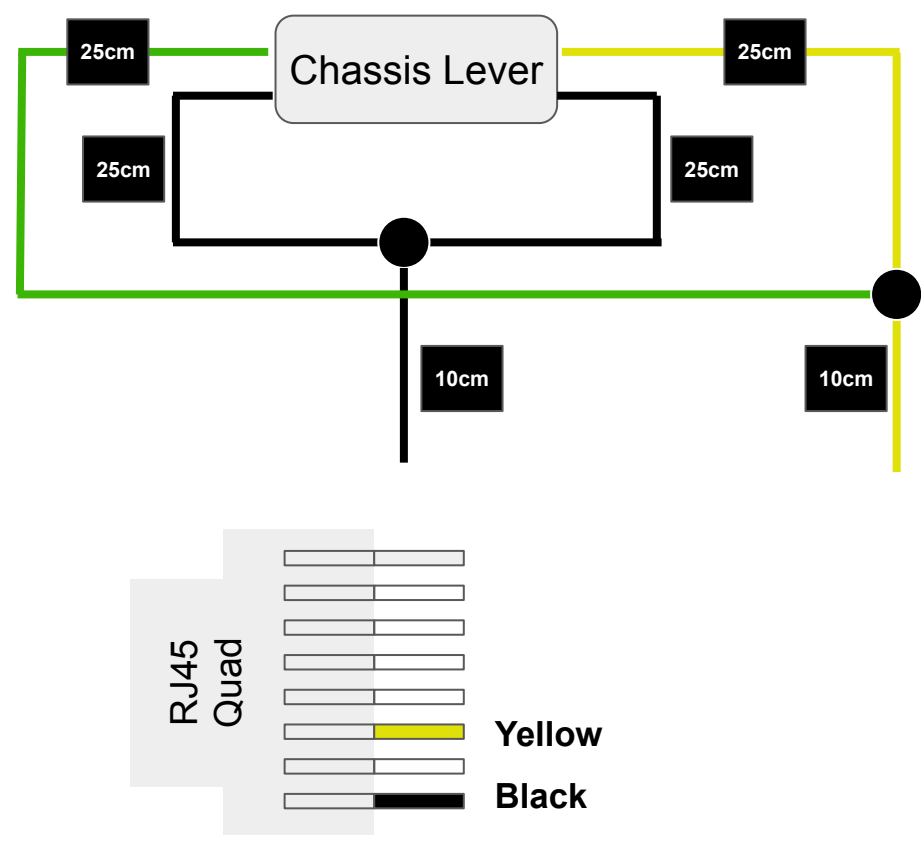 25cm
Chassis Lever
25cm
25cm
25cm
10cm
10cm
RJ45
Quad
Yellow
Black